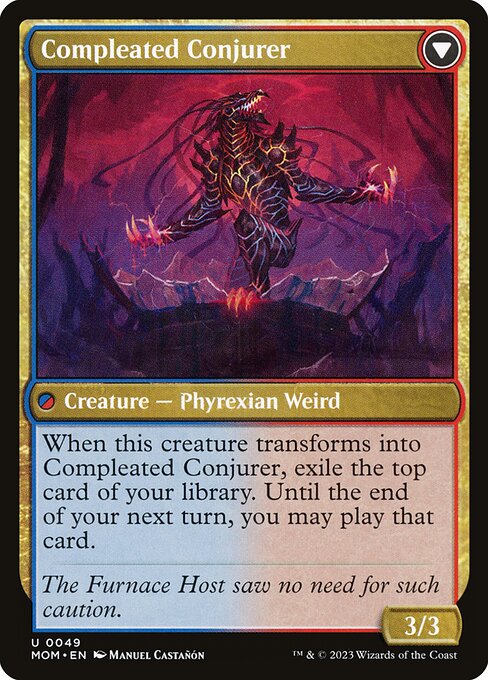 Compleated Conjurer
Creature — Phyrexian Weird
When this creature transforms into
Compleated Conjurer, exile the top
card of your library. Until the end
of your next turn, you may play that
card.
The Furnace Host saw no need for such
caution.
3/3
U 0049
MOM • EN Manuel Castañón
™ & © 2023 Wizards of the Coast